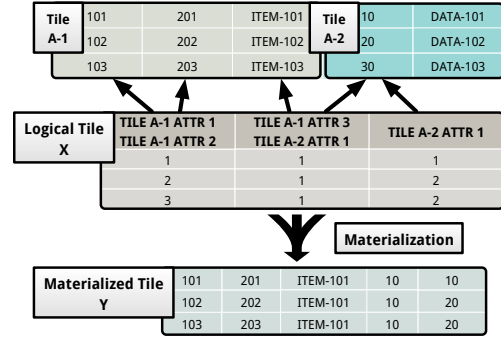 Tile A-1
101 201 ITEM-101
102 202 ITEM-102
103 203 ITEM-103
Tile A-2
10 DATA-101
20 DATA-102
30 DATA-103
Logical Tile X
TILE A-1 ATTR 1 TILE A-1 ATTR 3
TILE A-1 ATTR 2 TILE A-2 ATTR 1 TILE A-2 ATTR 1
1 1 1
2 1 2
3 1 2
Materialization
Materialized Tile Y
101 201 ITEM-101 10 10
102 202 ITEM-101 10 20
103 203 ITEM-101 10 20